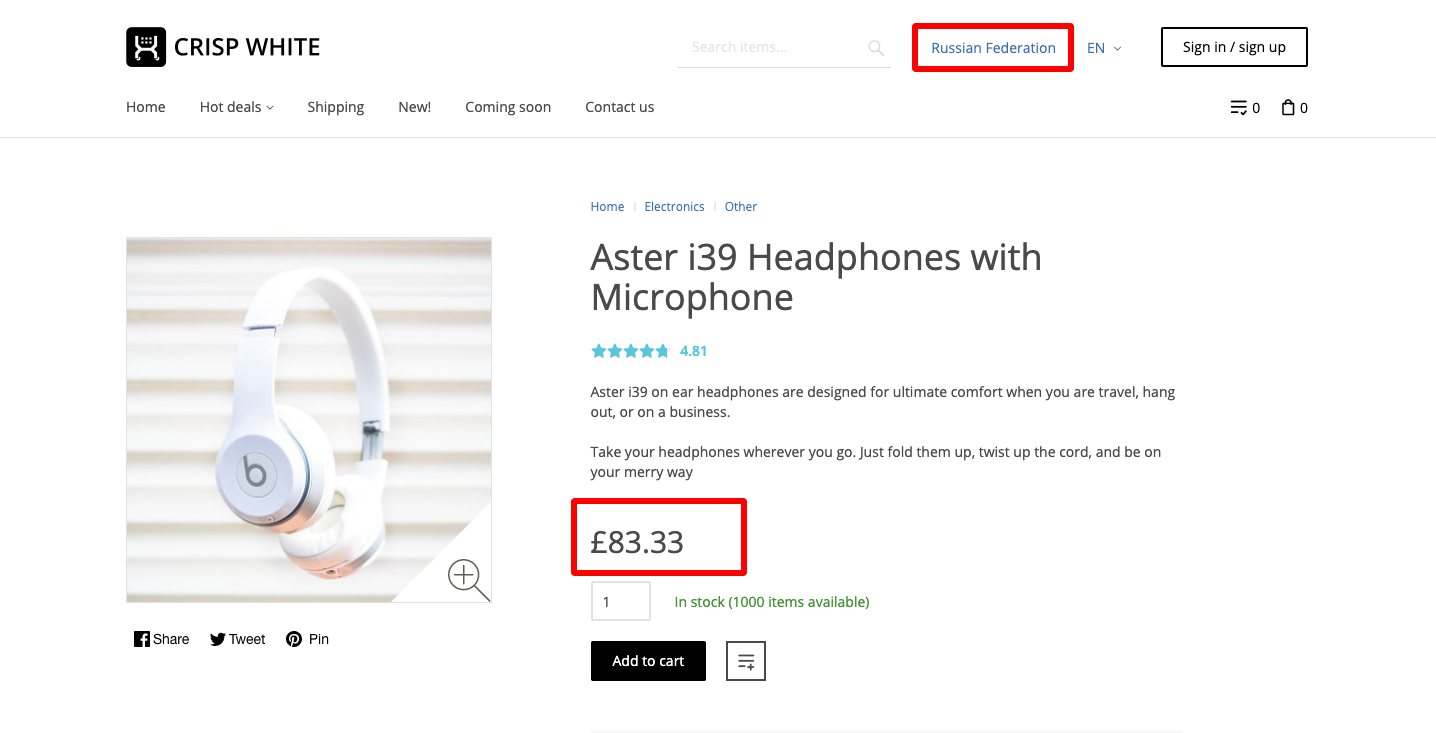 CRISP WHITE
Search items...
Russian Federation
EN
Sign in / sign up
Home
Hot deals
Shipping
New!
Coming soon
Contact us
0
0
Home
Electronics
Other
Aster i39 Headphones with
Microphone
4.81
Aster i39 on ear headphones are designed for ultimate comfort when you are travel, hang
out, or on a business.
Take your headphones wherever you go. Just fold them up, twist up the cord, and be on
your merry way
£83.33
1
In stock (1000 items available)
Add to cart
b
Share
Tweet
Pin